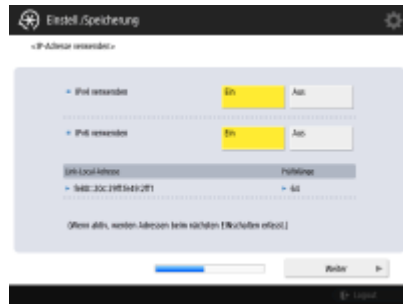 Einstell./Speicherung
<IP-Adresse verwenden>
IPv4 verwenden
Ein
Aus
IPv6 verwenden
Ein
Aus
Link-Local-Adresse
Präfixlänge
64
(Wenn aktiv, werden Adressen beim nächsten Einschalten erfasst.)
Weiter
Logout